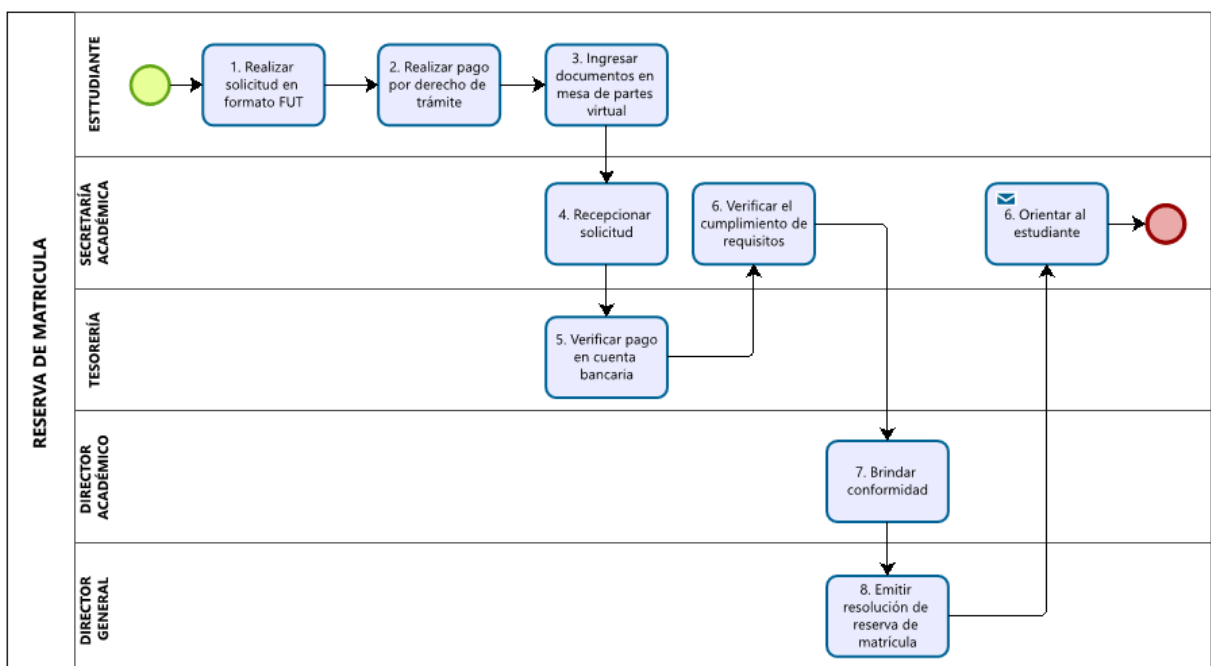 RESERVA DE MATRICULA
ESTTUDIANTE
1. Realizar
solicitud en
formato FUT
2. Realizar pago
por derecho de
trámite
3. Ingresar
documentos en
mesa de partes
virtual
SECRETARÍA
ACADÉMICA
4. Recepcionar
solicitud
6. Verificar el
cumplimiento de
requisitos
6. Orientar al
estudiante
TESORERÍA
5. Verificar pago
en cuenta
bancaria
DIRECTOR
ACADÉMICO
7. Brindar
conformidad
DIRECTOR
GENERAL
8. Emitir
resolución de
reserva de
matrícula